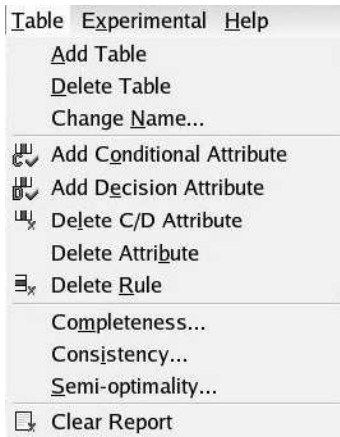 Table Experimental Help
Add Table
Delete Table
Change Name...
Add Conditional Attribute
Add Decision Attribute
Delete C/D Attribute
Delete Attribute
Delete Rule
Completeness...
Consistency...
Semi-optimality...
Clear Report